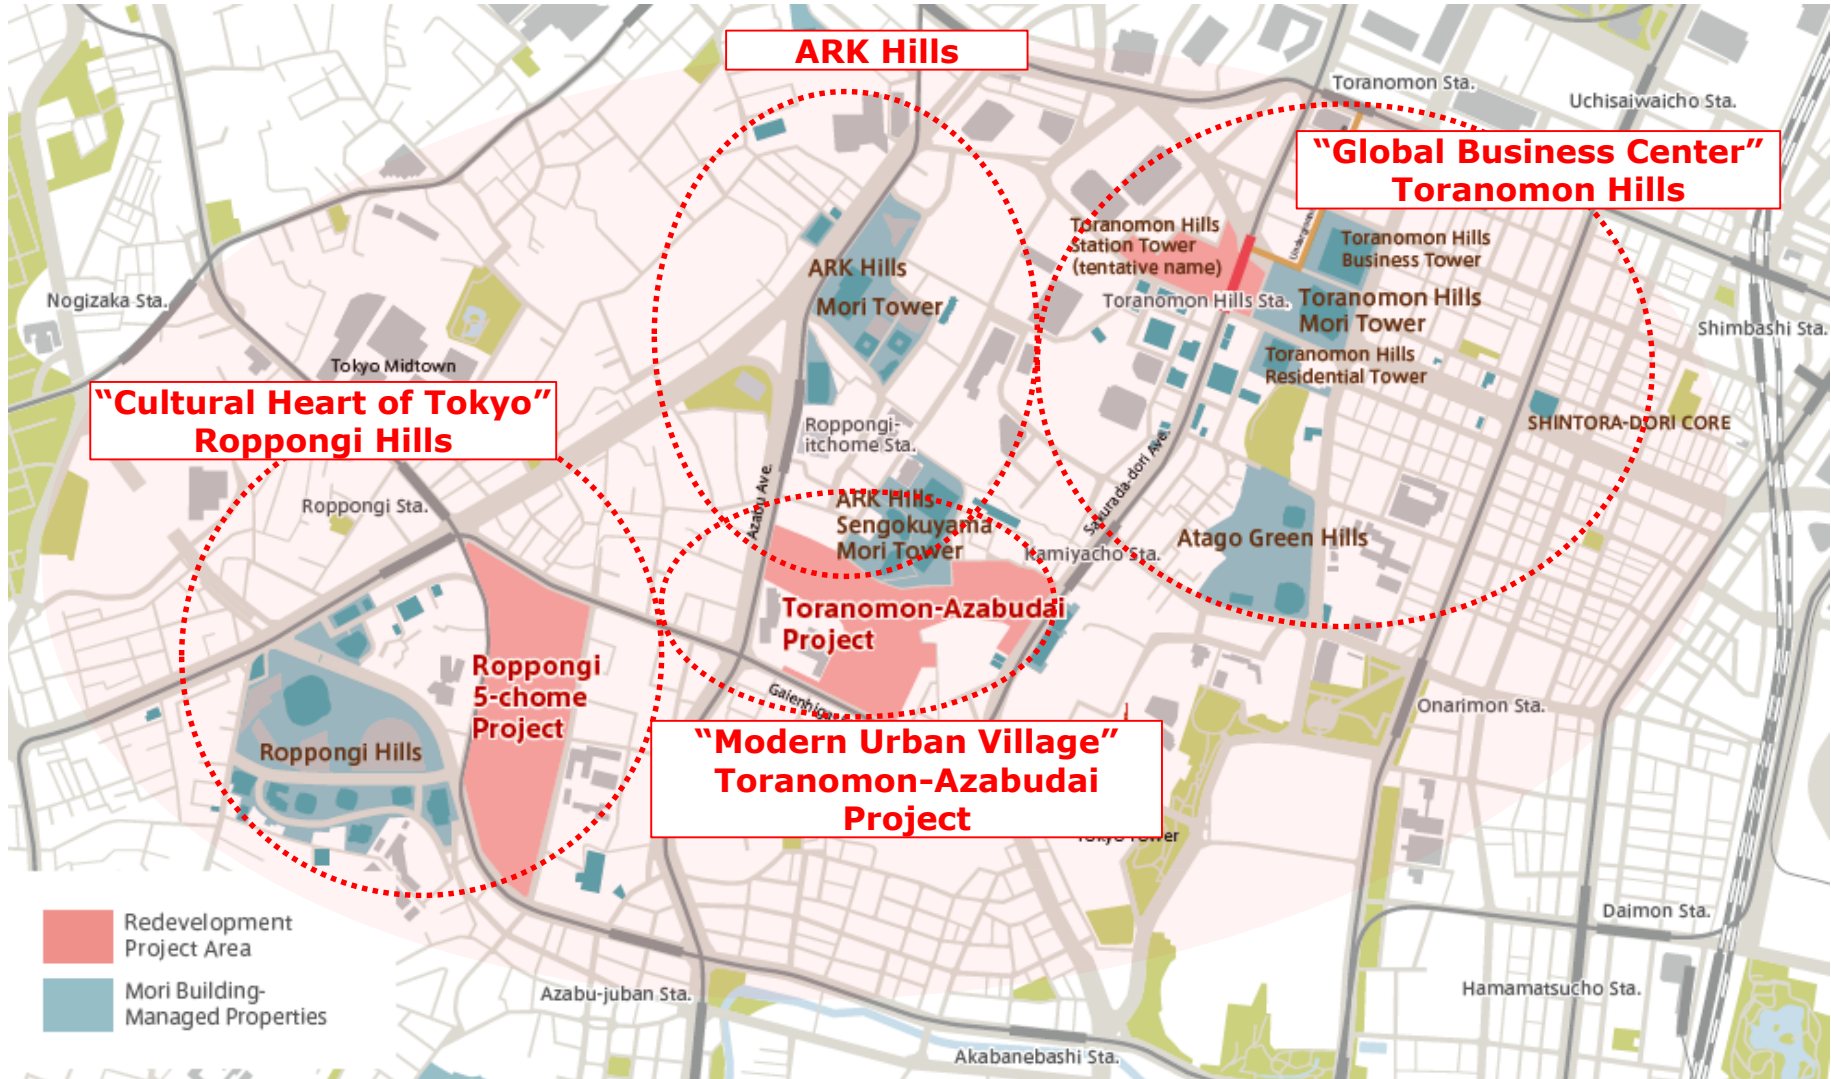 ARK Hills
Toranomon Sta.
Uchisaiwaicho Sta.
“Global Business Center”
Toranomon Hills
Toranomon Hills
Station Tower
(tentative name)
Toranomon Hills
Business Tower
ARK Hills
Mori Tower
Nogizaka Sta.
Toranomon Hills Sta.
Toranomon Hills
Mori Tower
Shimbashi Sta.
Toranomon Hills
Residential Tower
Tokyo Midtown
“Cultural Heart of Tokyo”
Roppongi Hills
Roppongi-
itchome Sta.
SHINTORA-DORI CORE
Azabu Ave.
Sakurada-dori Ave.
Roppongi Sta.
ARK Hills
Sengokuyama
Mori Tower
Kamiyacho Sta.
Atago Green Hills
Toranomon-Azabudai
Project
Roppongi
5-chome
Project
Gaienhiga
Onarimon Sta.
Roppongi Hills
“Modern Urban Village”
Toranomon-Azabudai
Project
Tokyo Tower
Redevelopment
Project Area
Daimon Sta.
Mori Building-
Managed Properties
Azabu-juban Sta.
Hamamatsucho Sta.
Akabanebashi Sta.